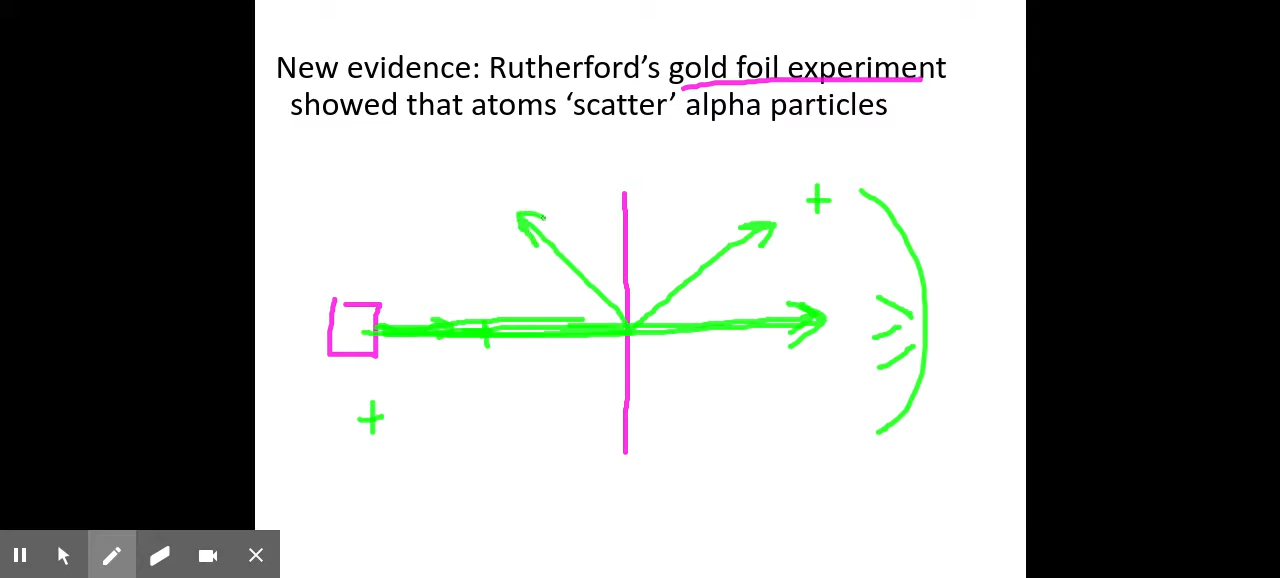 New evidence: Rutherford’s gold foil experiment
showed that atoms ‘scatter’ alpha particles
+
+